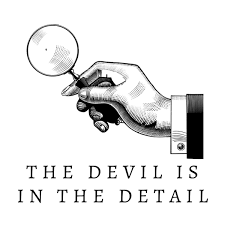 THE DEVIL IS
IN THE DETAIL